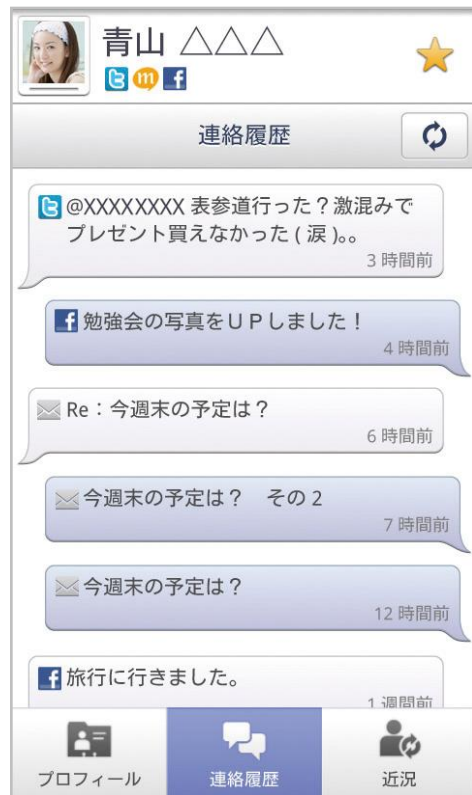 青山 △△△
連絡履歴
@XXXXXXXX 表参道行った？激混みで
プレゼント買えなかった ( 涙 )。。
3 時間前
勉強会の写真をＵＰしました！
4 時間前
Re：今週末の予定は？
6 時間前
今週末の予定は？　その 2
7 時間前
今週末の予定は？
12 時間前
旅行に行きました。
1 週間前
プロフィール
連絡履歴
近況